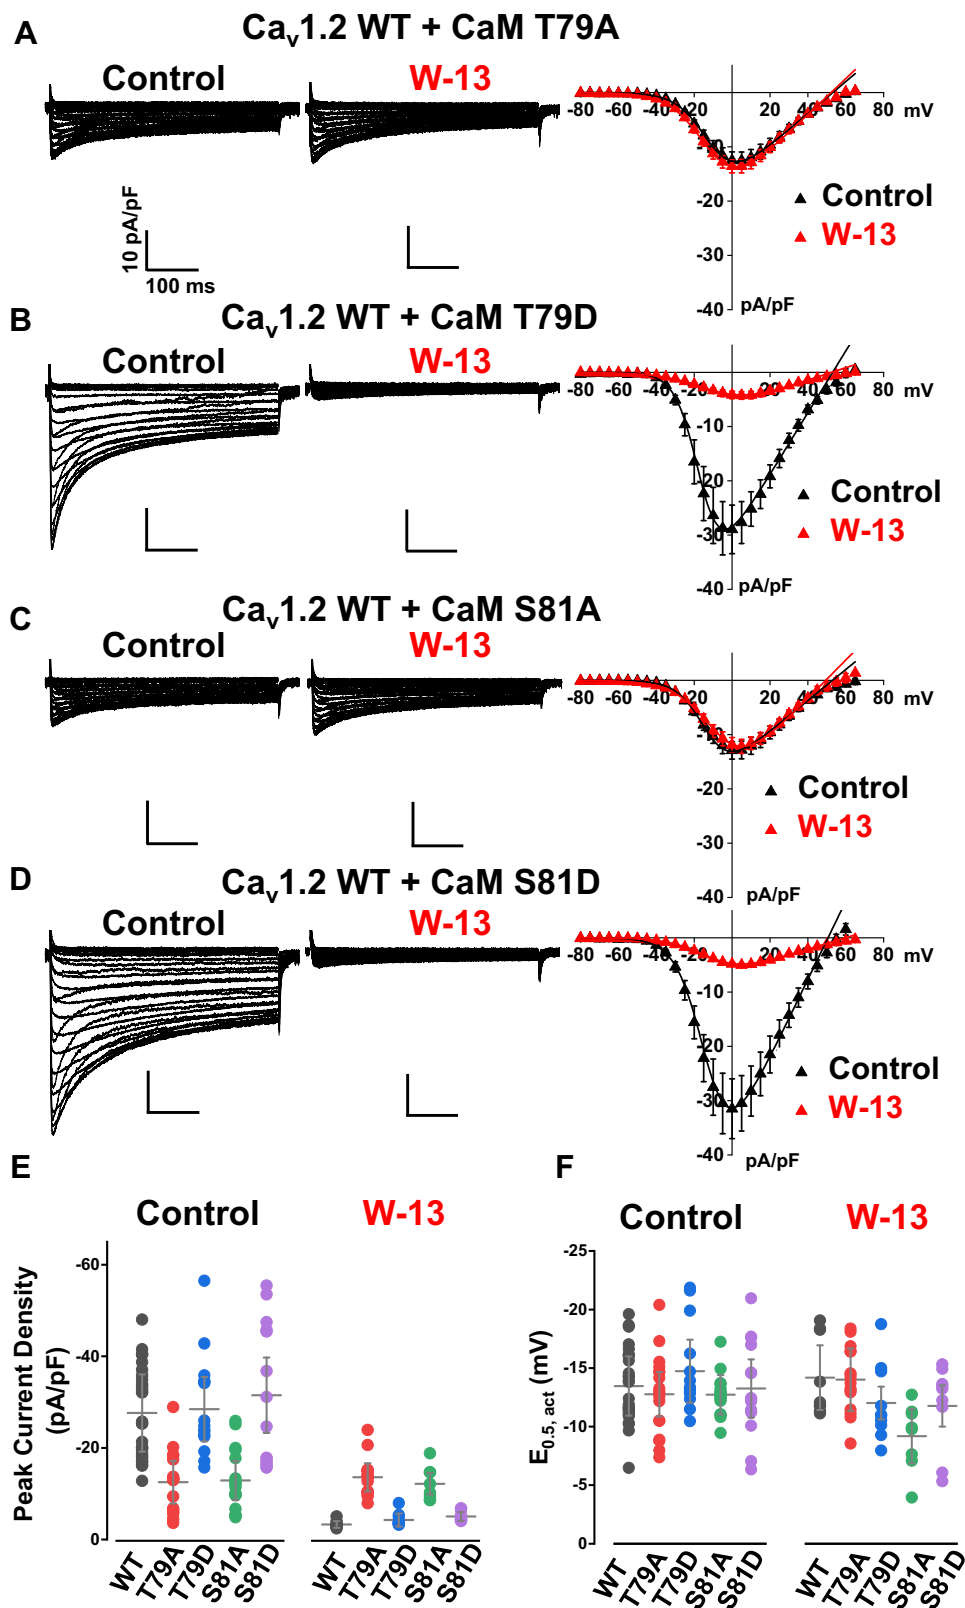 A
Cav1.2 WT + CaM T79A
Control
W-13
-80 -60 -40 -20 20 40 60 80 mV
-10
-20
-30
-40
pA/pF
Control
W-13
10 pA/pF
100 ms
B
Cav1.2 WT + CaM T79D
Control
W-13
-80 -60 -40 -20 20 40 60 80 mV
-10
-20
-30
-40
pA/pF
Control
W-13
C
Cav1.2 WT + CaM S81A
Control
W-13
-80 -60 -40 -20 20 40 60 80 mV
-10
-20
-30
-40
pA/pF
Control
W-13
D
Cav1.2 WT + CaM S81D
Control
W-13
-80 -60 -40 -20 20 40 60 80 mV
-10
-20
-30
-40
pA/pF
Control
W-13
E
Control
W-13
Peak Current Density
(pA/pF)
-60
-40
-20
0
WT T79A T79D S81A S81D
WT T79A T79D S81A S81D
F
Control
W-13
E0.5, act (mV)
-25
-20
-15
-10
-5
0
WT T79A T79D S81A S81D
WT T79A T79D S81A S81D